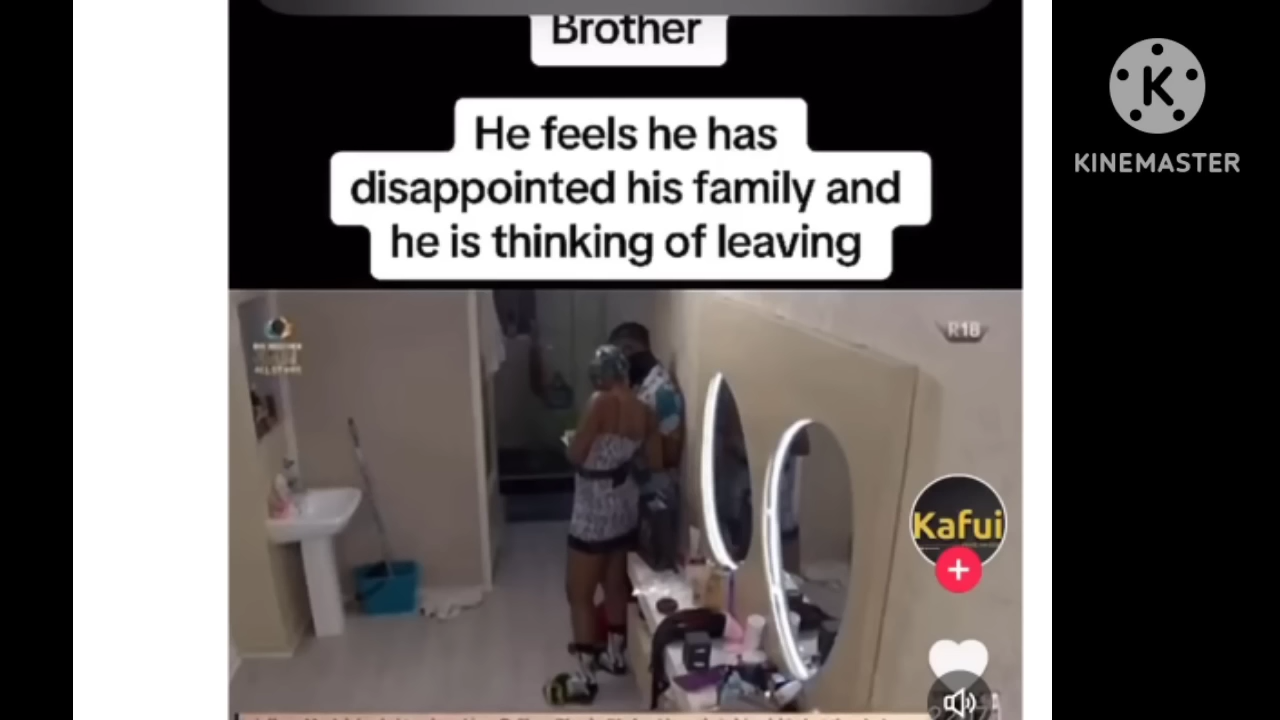 Brother
He feels he has
disappointed his family and
he is thinking of leaving
KINEMASTER
R18
Kafui